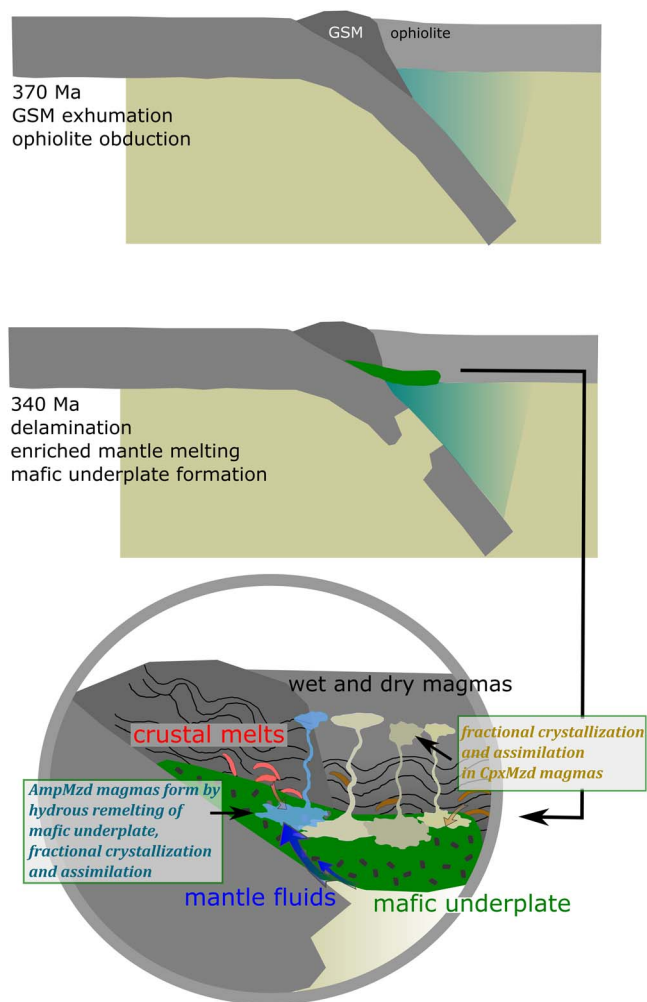 GSM
ophiolite
370 Ma
GSM exhumation
ophiolite obduction
340 Ma
delamination
enriched mantle melting
mafic underplate formation
wet and dry magmas
crustal melts
fractional crystallization
and assimilation
in CpxMzd magmas
AmpMzd magmas form by
hydrous remelting of
mafic underplate,
fractional crystallization
and assimilation
mantle fluids
mafic underplate